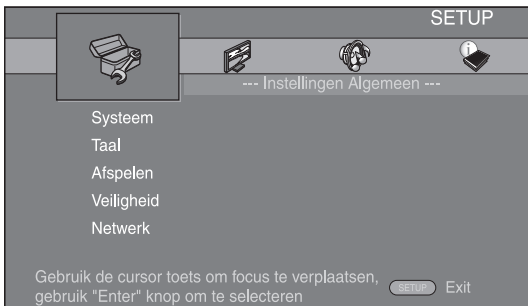 SETUP
--- Instellingen Algemeen ---
Systeem
Taal
Afspelen
Veiligheid
Netwerk
Gebruik de cursor toets om focus te verplaatsen,
gebruik "Enter" knop om te selecteren
SETUP Exit